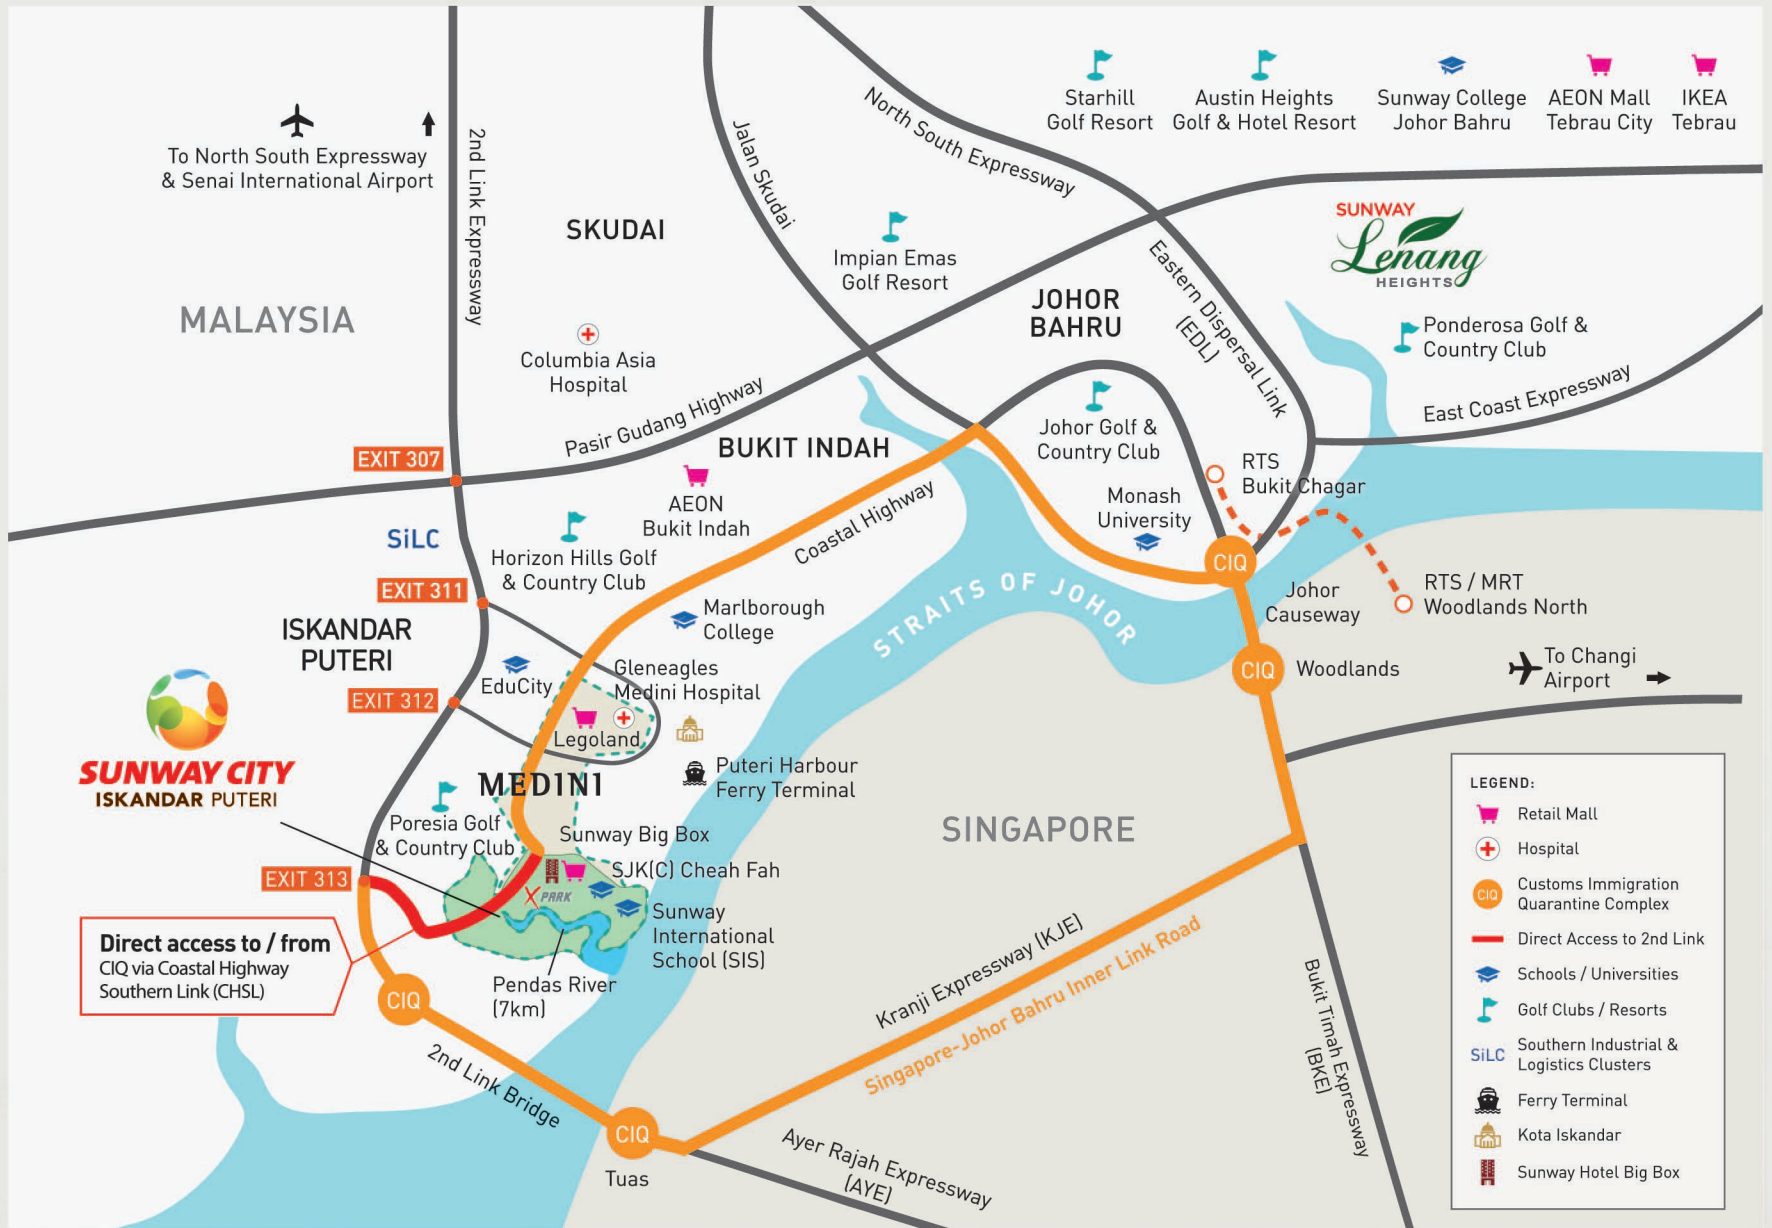 Starhill
Golf Resort
Austin Heights
Golf & Hotel Resort
Sunway College
Johor Bahru
AEON Mall
Tebrau City
IKEA
Tebrau
To North South Expressway
& Senai International Airport
2nd Link Expressway
Jalan Skudai
North South Expressway
SKUDAI
Impian Emas
Golf Resort
SUNWAY
Lenang
HEIGHTS
MALAYSIA
JOHOR
BAHRU
Eastern Dispersal Link
(EDL)
Ponderosa Golf &
Country Club
Columbia Asia
Hospital
Pasir Gudang Highway
East Coast Expressway
Johor Golf &
Country Club
BUKIT INDAH
EXIT 307
AEON
Bukit Indah
RTS
Bukit Chagar
Monash
University
Coastal Highway
SiLC
Horizon Hills Golf
& Country Club
CIQ
EXIT 311
STRAITS OF JOHOR
Johor
Causeway
RTS / MRT
Woodlands North
Marlborough
College
ISKANDAR
PUTERI
EduCity
Gleneagles
Medini Hospital
CIQ
Woodlands
To Changi
Airport
EXIT 312
Legoland
SUNWAY CITY
ISKANDAR PUTERI
MEDINI
Puteri Harbour
Ferry Terminal
Poresia Golf
& Country Club
Sunway Big Box
SINGAPORE
SJK(C) Cheah Fah
EXIT 313
X PARK
Sunway
International
School (SIS)
Direct access to / from
CIQ via Coastal Highway
Southern Link (CHSL)
Pendas River
(7km)
CIQ
Kranji Expressway (KJE)
Singapore-Johor Bahru Inner Link Road
2nd Link Bridge
Bukit Timah Expressway
(BKE)
CIQ
Tuas
Ayer Rajah Expressway
(AYE)
LEGEND:
Retail Mall
Hospital
CIQ
Customs Immigration
Quarantine Complex
Direct Access to 2nd Link
Schools / Universities
Golf Clubs / Resorts
SiLC
Southern Industrial &
Logistics Clusters
Ferry Terminal
Kota Iskandar
Sunway Hotel Big Box